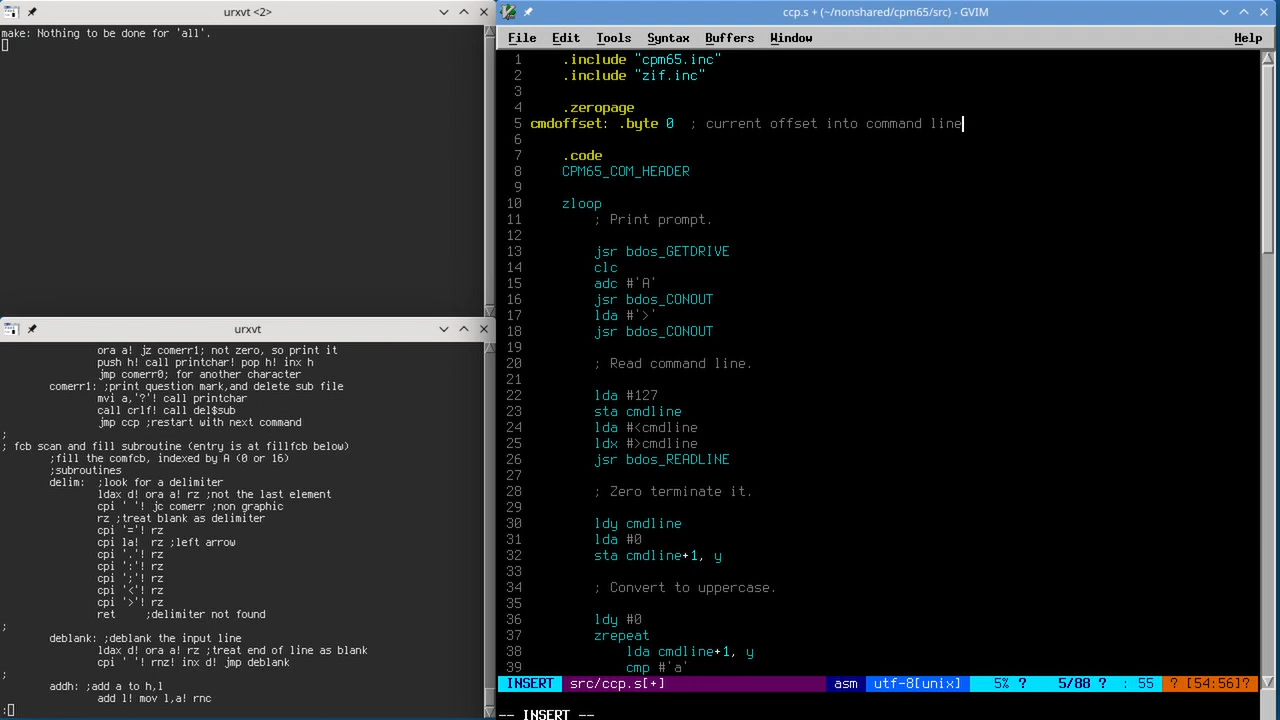 urxvt <2>
make: Nothing to be done for 'all'.
urxvt
ora a! jz comerr1; not zero, so print it
push h! call printchar! pop h! inx h
jmp comerr0; for another character
comerr1: ;print question mark,and delete sub file
mvi a,'?'! call printchar
call crlf! call del$sub
jmp ccp ;restart with next command
;
; fcb scan and fill subroutine (entry is at fillfcb below)
;fill the comfcb, indexed by A (0 or 16)
;subroutines
delim: ;look for a delimiter
ldax d! ora a! rz ;not the last element
cpi ' '! jc comerr ;non graphic
rz ;treat blank as delimiter
cpi '='! rz
cpi la! rz ;left arrow
cpi '.'! rz
cpi ':'! rz
cpi ';'! rz
cpi '<'! rz
cpi '>'! rz
ret ;delimiter not found
;
deblank: ;deblank the input line
ldax d! ora a! rz ;treat end of line as blank
cpi ' '! rnz! inx d! jmp deblank
;
addh: ;add a to h,l
add l! mov l,a! rnc
:
ccp.s + (~/nonshared/cpm65/src) - GVIM
File Edit Tools Syntax Buffers Window Help
1 .include "cpm65.inc"
2 .include "zif.inc"
3
4 .zeropage
5 cmdoffset: .byte 0 ; current offset into command line
6
7 .code
8 CPM65_COM_HEADER
9
10 zloop
11 ; Print prompt.
12
13 jsr bdos_GETDRIVE
14 clc
15 adc #'A'
16 jsr bdos_CONOUT
17 lda #'>'
18 jsr bdos_CONOUT
19
20 ; Read command line.
21
22 lda #127
23 sta cmdline
24 lda #<cmdline
25 ldx #>cmdline
26 jsr bdos_READLINE
27
28 ; Zero terminate it.
29
30 ldy cmdline
31 lda #0
32 sta cmdline+1, y
33
34 ; Convert to uppercase.
35
36 ldy #0
37 zrepeat
38 lda cmdline+1, y
39 cmp #'a'
INSERT src/ccp.s[+] asm utf-8[unix] 5% ? 5/88 ? : 55 ? [54:56]?
-- INSERT --